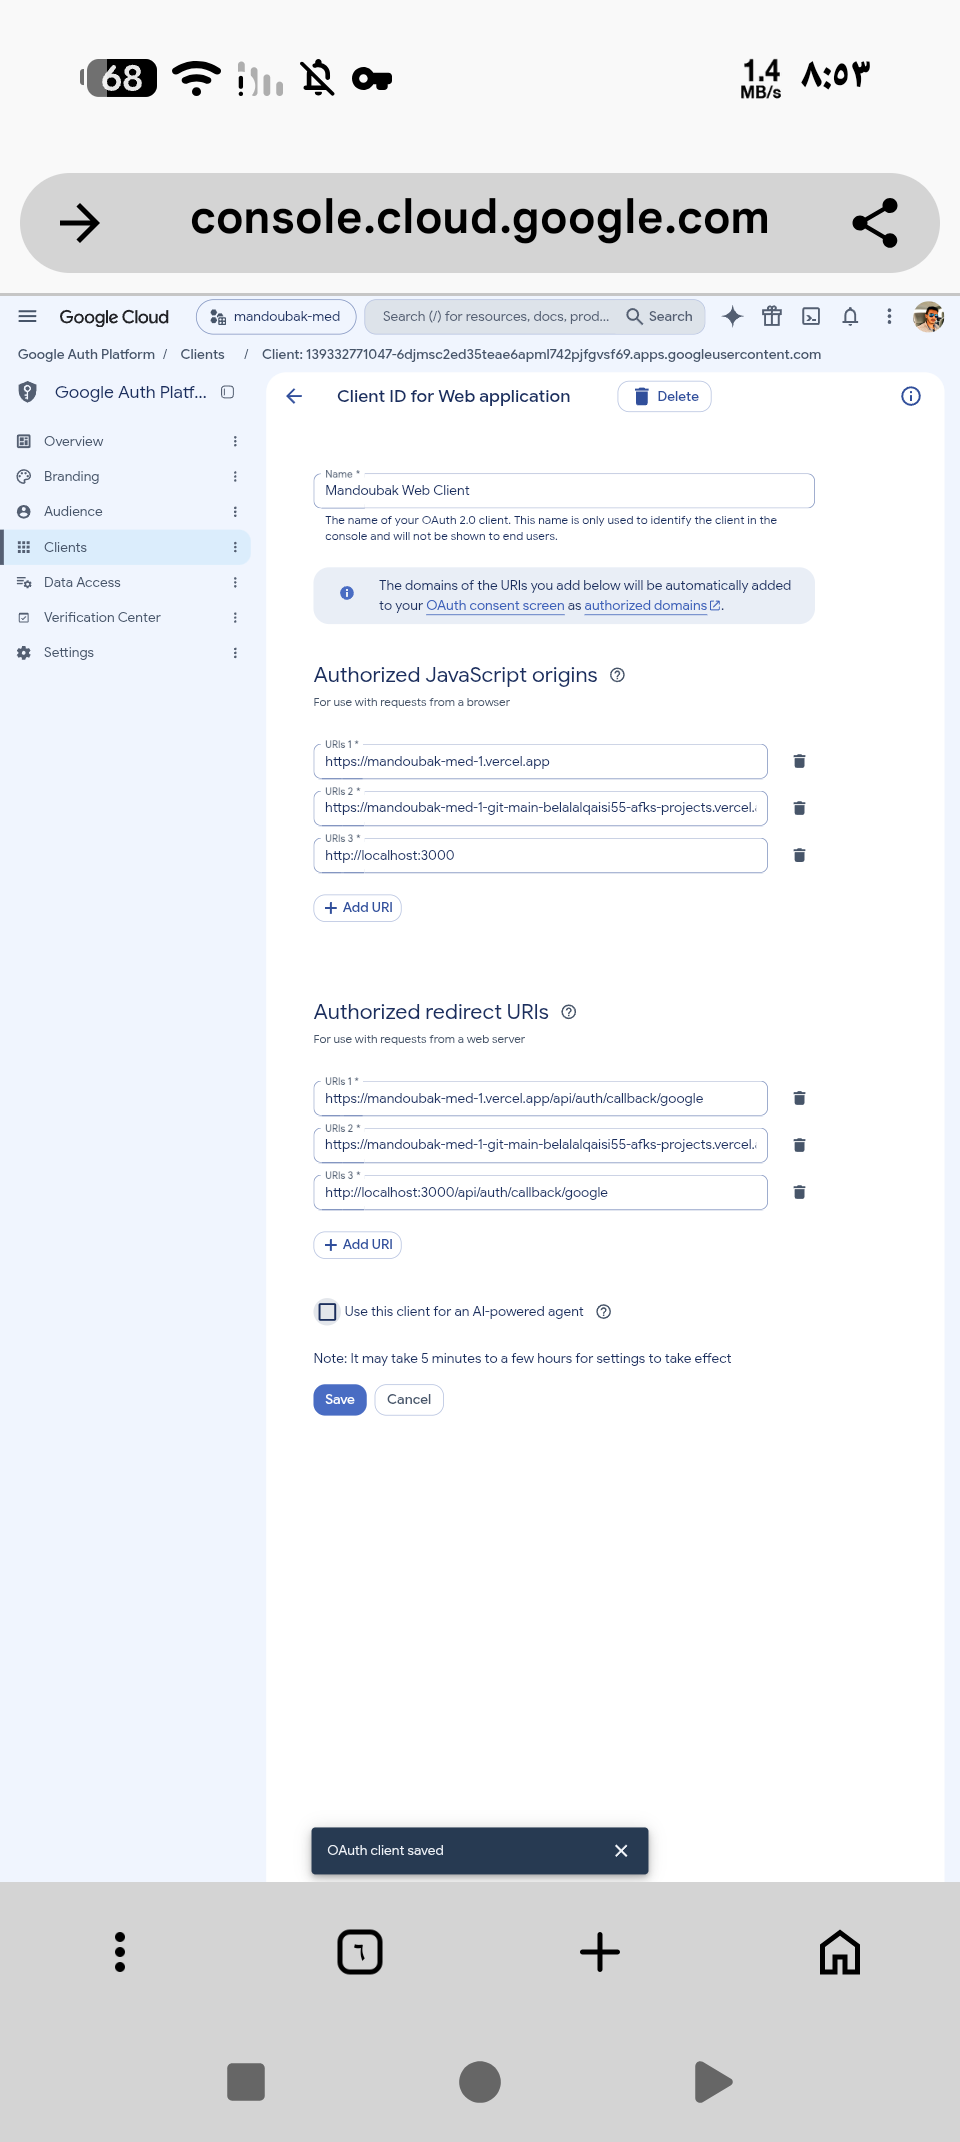 68
1.4
MB/s
٨:٥٣
console.cloud.google.com
Google Cloud
mandoubak-med
Search (/) for resources, docs, prod...
Search
Google Auth Platform / Clients / Client: 139332771047-6djmsc2ed35teae6apml742pjfgvsf69.apps.googleusercontent.com
Google Auth Platf...
Client ID for Web application
Delete
Overview
Branding
Audience
Clients
Data Access
Verification Center
Settings
Name *
Mandoubak Web Client
The name of your OAuth 2.0 client. This name is only used to identify the client in the
console and will not be shown to end users.
The domains of the URIs you add below will be automatically added
to your OAuth consent screen as authorized domains.
Authorized JavaScript origins
For use with requests from a browser
URIs 1 *
https://mandoubak-med-1.vercel.app
URIs 2 *
https://mandoubak-med-1-git-main-belalalqaisi55-afks-projects.vercel.
URIs 3 *
http://localhost:3000
+ Add URI
Authorized redirect URIs
For use with requests from a web server
URIs 1 *
https://mandoubak-med-1.vercel.app/api/auth/callback/google
URIs 2 *
https://mandoubak-med-1-git-main-belalalqaisi55-afks-projects.vercel.
URIs 3 *
http://localhost:3000/api/auth/callback/google
+ Add URI
Use this client for an AI-powered agent
Note: It may take 5 minutes to a few hours for settings to take effect
Save
Cancel
OAuth client saved
٦